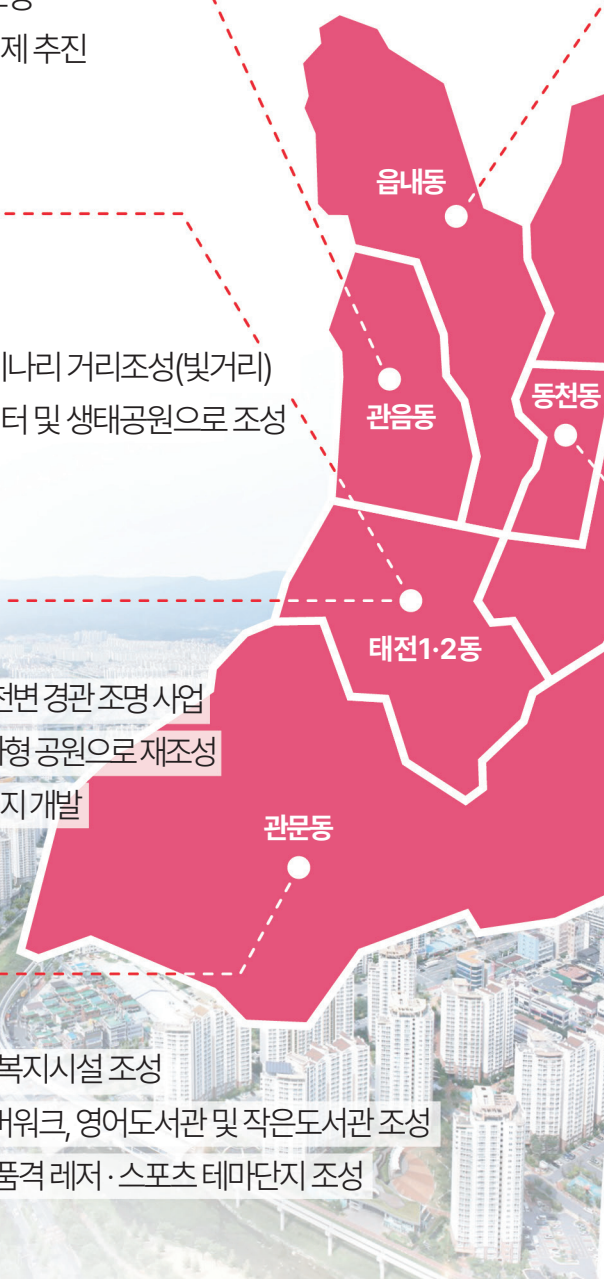 제 추진
읍내동
나리 거리조성(빛거리)
터 및 생태공원으로 조성
관음동
동천동
태전1·2동
천변 경관 조명 사업
형 공원으로 재조성
지 개발
관문동
복지시설 조성
버워크, 영어도서관 및 작은도서관 조성
품격 레저·스포츠 테마단지 조성